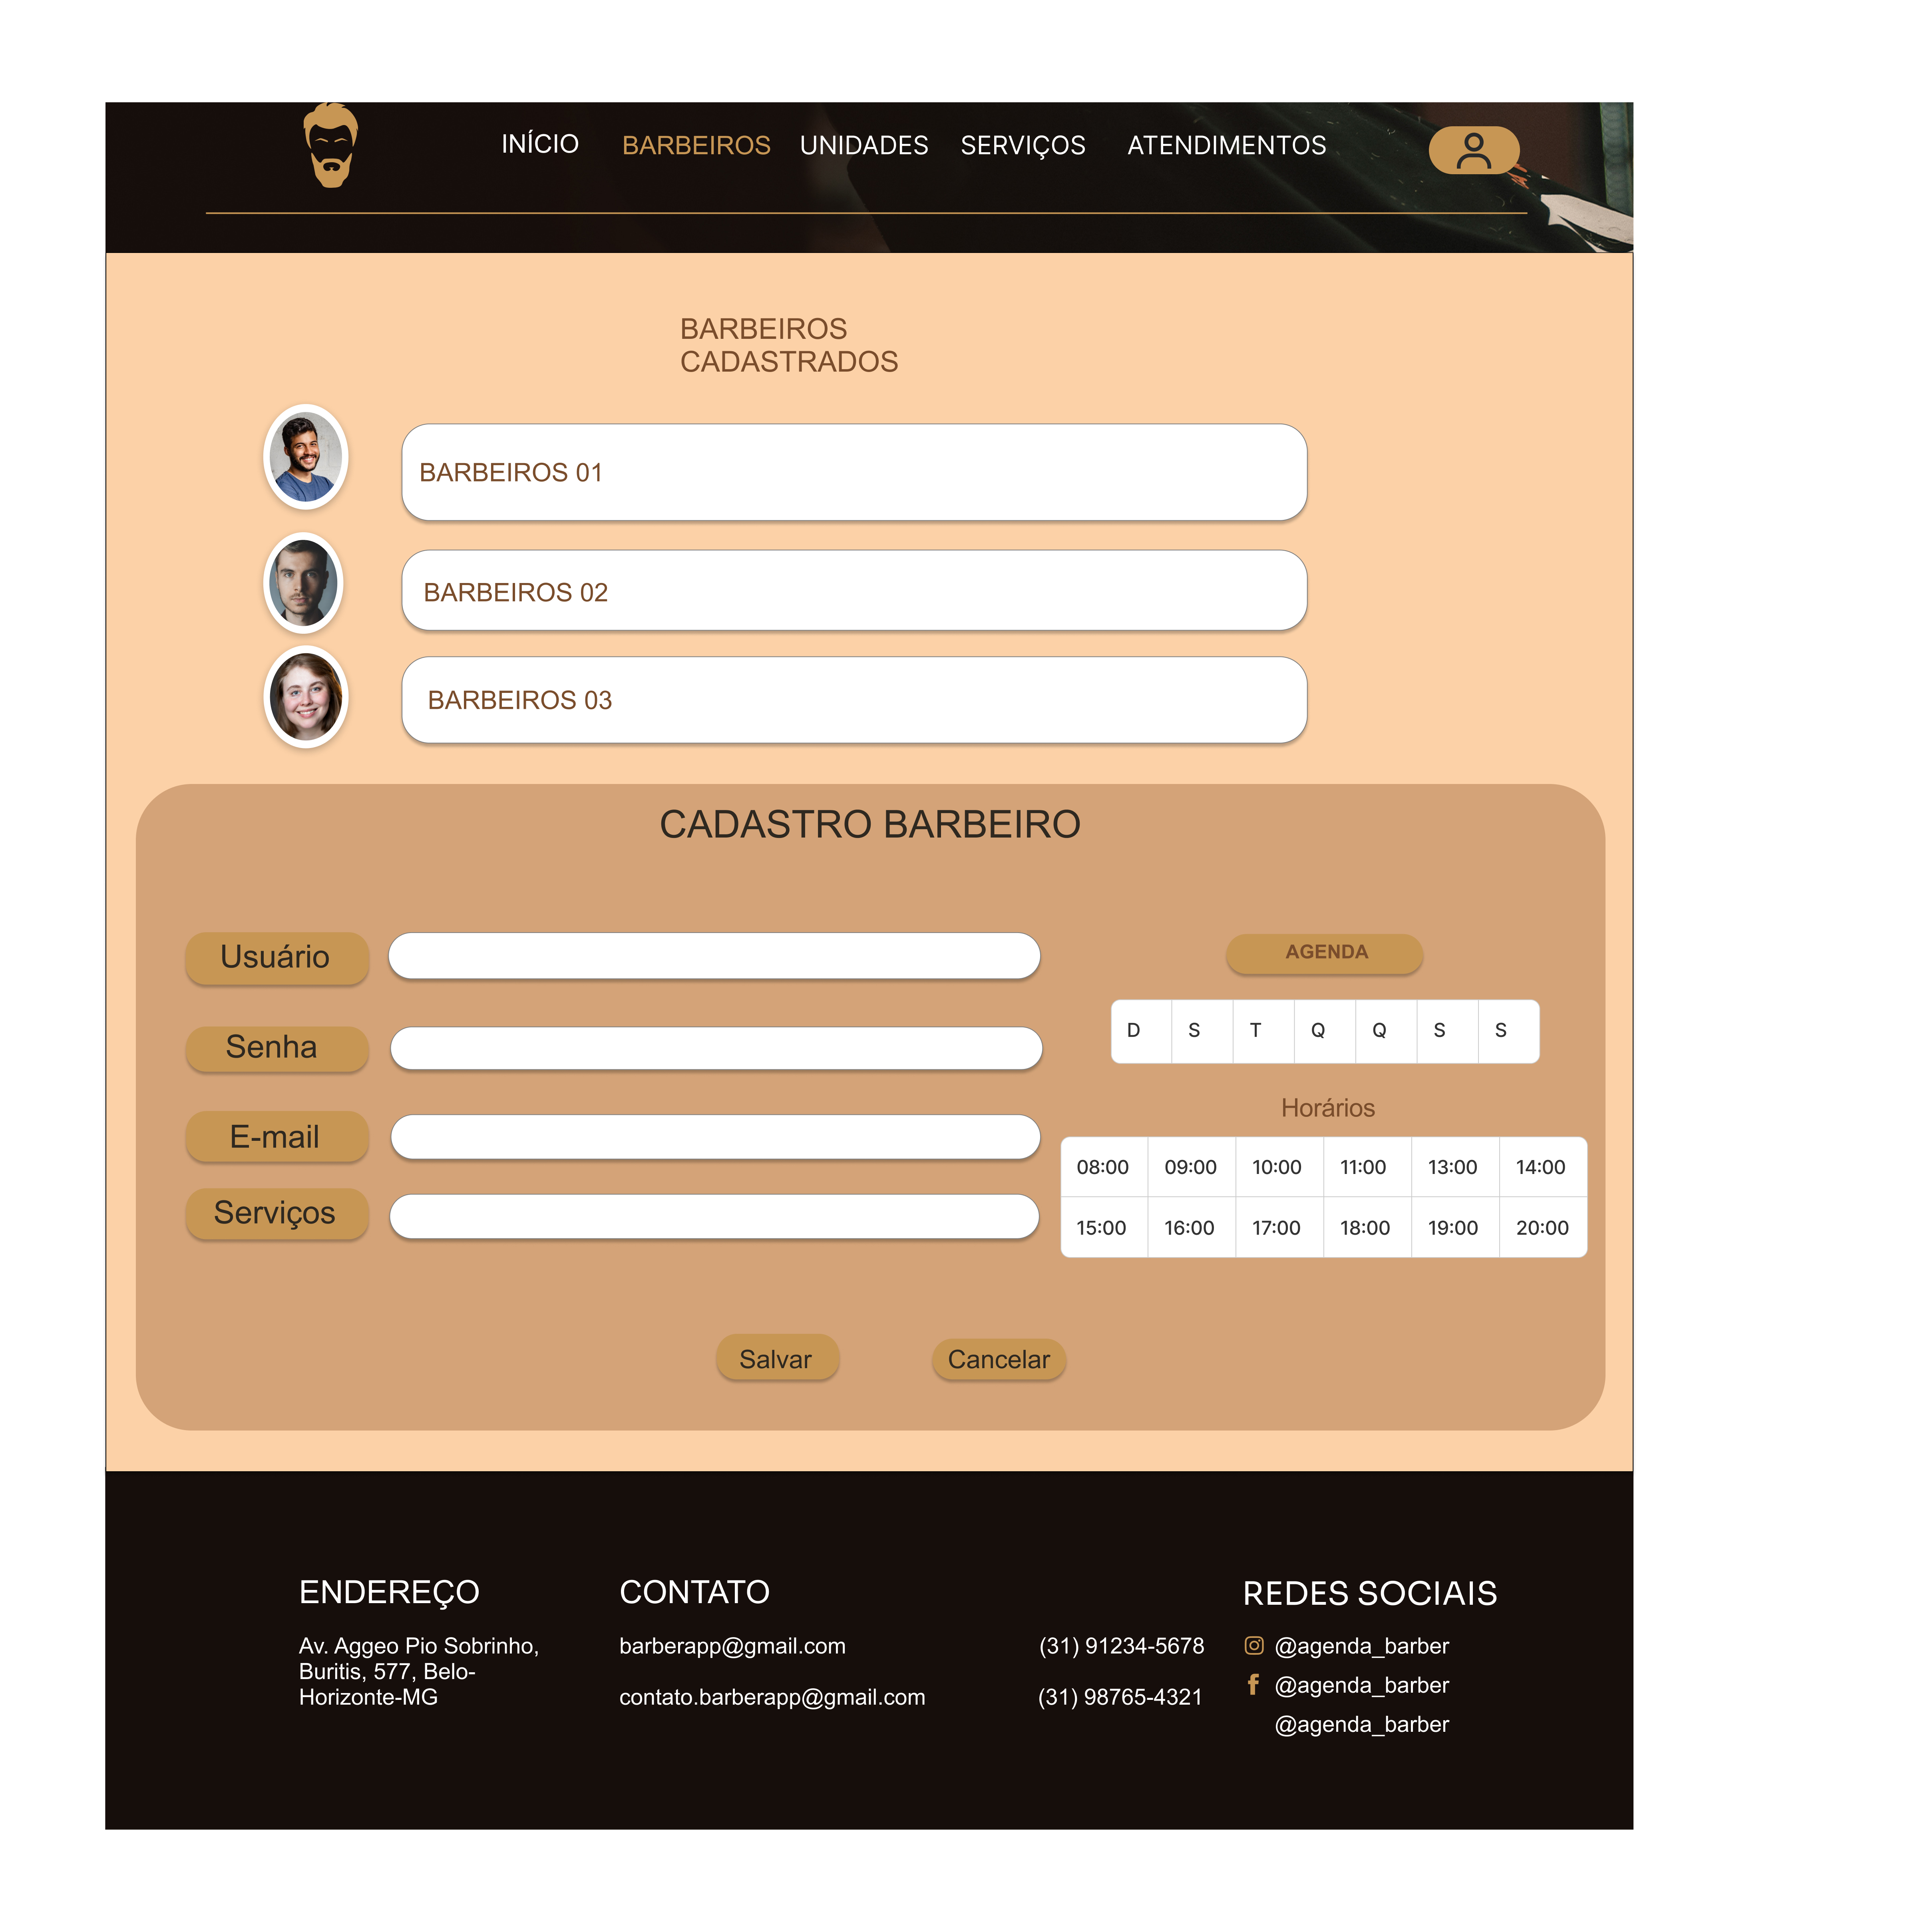 INÍCIO BARBEIROS UNIDADES SERVIÇOS ATENDIMENTOS
BARBEIROS
CADASTRADOS
BARBEIROS 01
BARBEIROS 02
BARBEIROS 03
CADASTRO BARBEIRO
Usuário
Senha
E-mail
Serviços
AGENDA
D S T Q Q S S
Horários
08:00 09:00 10:00 11:00 13:00 14:00
15:00 16:00 17:00 18:00 19:00 20:00
Salvar Cancelar
ENDEREÇO
Av. Aggeo Pio Sobrinho,
Buritis, 577, Belo-
Horizonte-MG
CONTATO
barberapp@gmail.com (31) 91234-5678
contato.barberapp@gmail.com (31) 98765-4321
REDES SOCIAIS
@agenda_barber
@agenda_barber
@agenda_barber